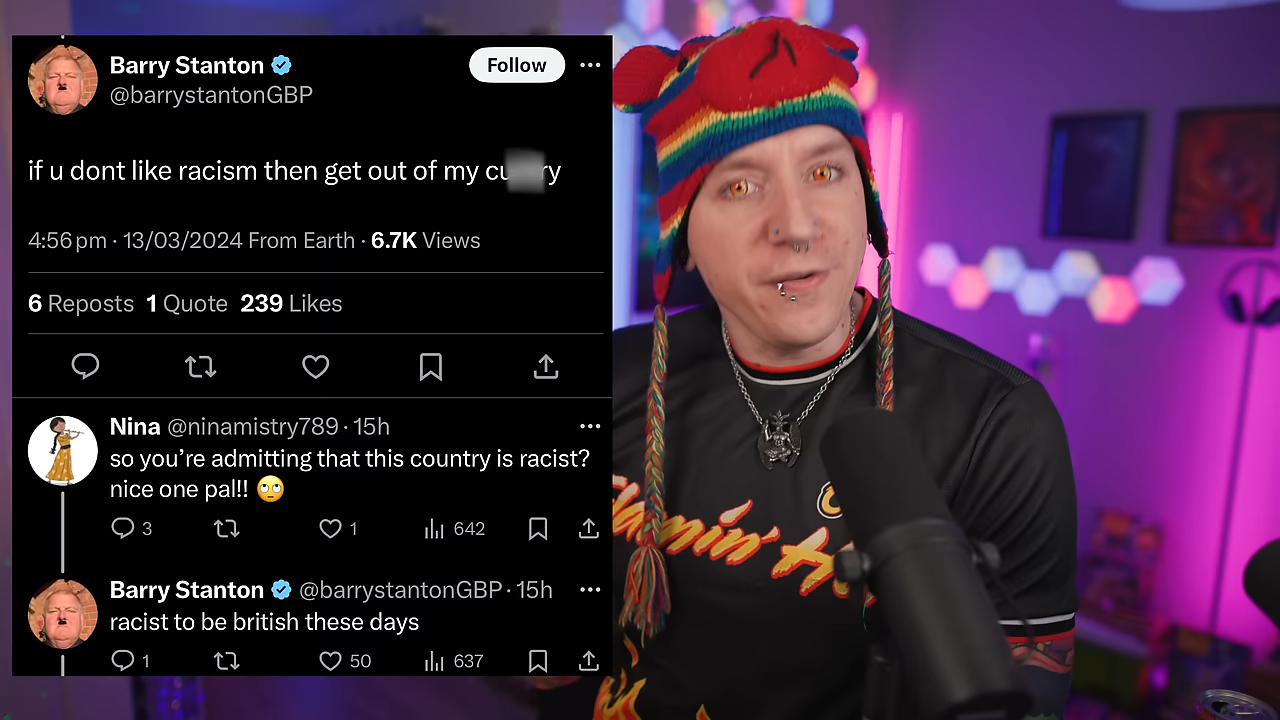 Barry Stanton
@barrystantonGBP
Follow
if u dont like racism then get out of my cu ry
4:56 pm · 13/03/2024 From Earth · 6.7K Views
6 Reposts 1 Quote 239 Likes
Nina @ninamistry789 · 15h
so you’re admitting that this country is racist?
nice one pal!! 🙄
3 1 642
Barry Stanton @barrystantonGBP · 15h
racist to be british these days
1 50 637
Flamin' H